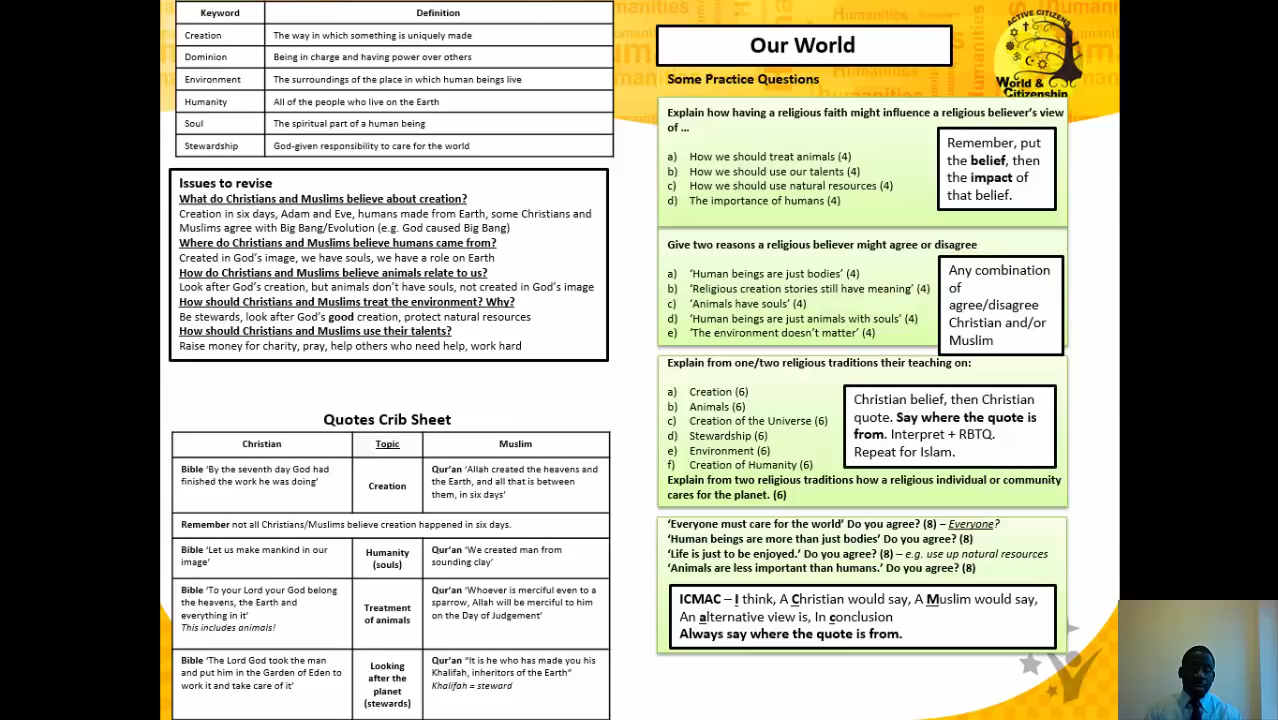 Keyword Definition
Creation The way in which something is uniquely made
Dominion Being in charge and having power over others
Environment The surroundings of the place in which human beings live
Humanity All of the people who live on the Earth
Soul The spiritual part of a human being
Stewardship God-given responsibility to care for the world
Issues to revise
What do Christians and Muslims believe about creation?
Creation in six days, Adam and Eve, humans made from Earth, some Christians and
Muslims agree with Big Bang/Evolution (e.g. God caused Big Bang)
Where do Christians and Muslims believe humans came from?
Created in God's image, we have souls, we have a role on Earth
How do Christians and Muslims believe animals relate to us?
Look after God's creation, but animals don't have souls, not created in God's image
How should Christians and Muslims treat the environment? Why?
Be stewards, look after God's good creation, protect natural resources
How should Christians and Muslims use their talents?
Raise money for charity, pray, help others who need help, work hard
Quotes Crib Sheet
Christian Topic Muslim
Bible 'By the seventh day God had
finished the work he was doing'
Creation
Qur'an 'Allah created the heavens and
the Earth, and all that is between
them, in six days'
Remember not all Christians/Muslims believe creation happened in six days.
Bible 'Let us make mankind in our
image'
Humanity
(souls)
Qur'an 'We created man from
sounding clay'
Bible 'To your Lord your God belong
the heavens, the Earth and
everything in it'
This includes animals!
Treatment
of animals
Qur'an 'Whoever is merciful even to a
sparrow, Allah will be merciful to him
on the Day of Judgement'
Bible 'The Lord God took the man
and put him in the Garden of Eden to
work it and take care of it'
Looking
after the
planet
(stewards)
Qur'an "It is he who has made you his
Khalifah, inheritors of the Earth"
Khalifah = steward
Our World
ACTIVE CITIZENS
World &
Citizenship
Some Practice Questions
Explain how having a religious faith might influence a religious believer's view
of …
a) How we should treat animals (4)
b) How we should use our talents (4)
c) How we should use natural resources (4)
d) The importance of humans (4)
Remember, put
the belief, then
the impact of
that belief.
Give two reasons a religious believer might agree or disagree
a) 'Human beings are just bodies' (4)
b) 'Religious creation stories still have meaning' (4)
c) 'Animals have souls' (4)
d) 'Human beings are just animals with souls' (4)
e) 'The environment doesn't matter' (4)
Any combination
of
agree/disagree
Christian and/or
Muslim
Explain from one/two religious traditions their teaching on:
a) Creation (6)
b) Animals (6)
c) Creation of the Universe (6)
d) Stewardship (6)
e) Environment (6)
f) Creation of Humanity (6)
Christian belief, then Christian
quote. Say where the quote is
from. Interpret + RBTQ.
Repeat for Islam.
Explain from two religious traditions how a religious individual or community
cares for the planet. (6)
'Everyone must care for the world' Do you agree? (8) – Everyone?
'Human beings are more than just bodies' Do you agree? (8)
'Life is just to be enjoyed.' Do you agree? (8) – e.g. use up natural resources
'Animals are less important than humans.' Do you agree? (8)
ICMAC – I think, A Christian would say, A Muslim would say,
An alternative view is, In conclusion
Always say where the quote is from.